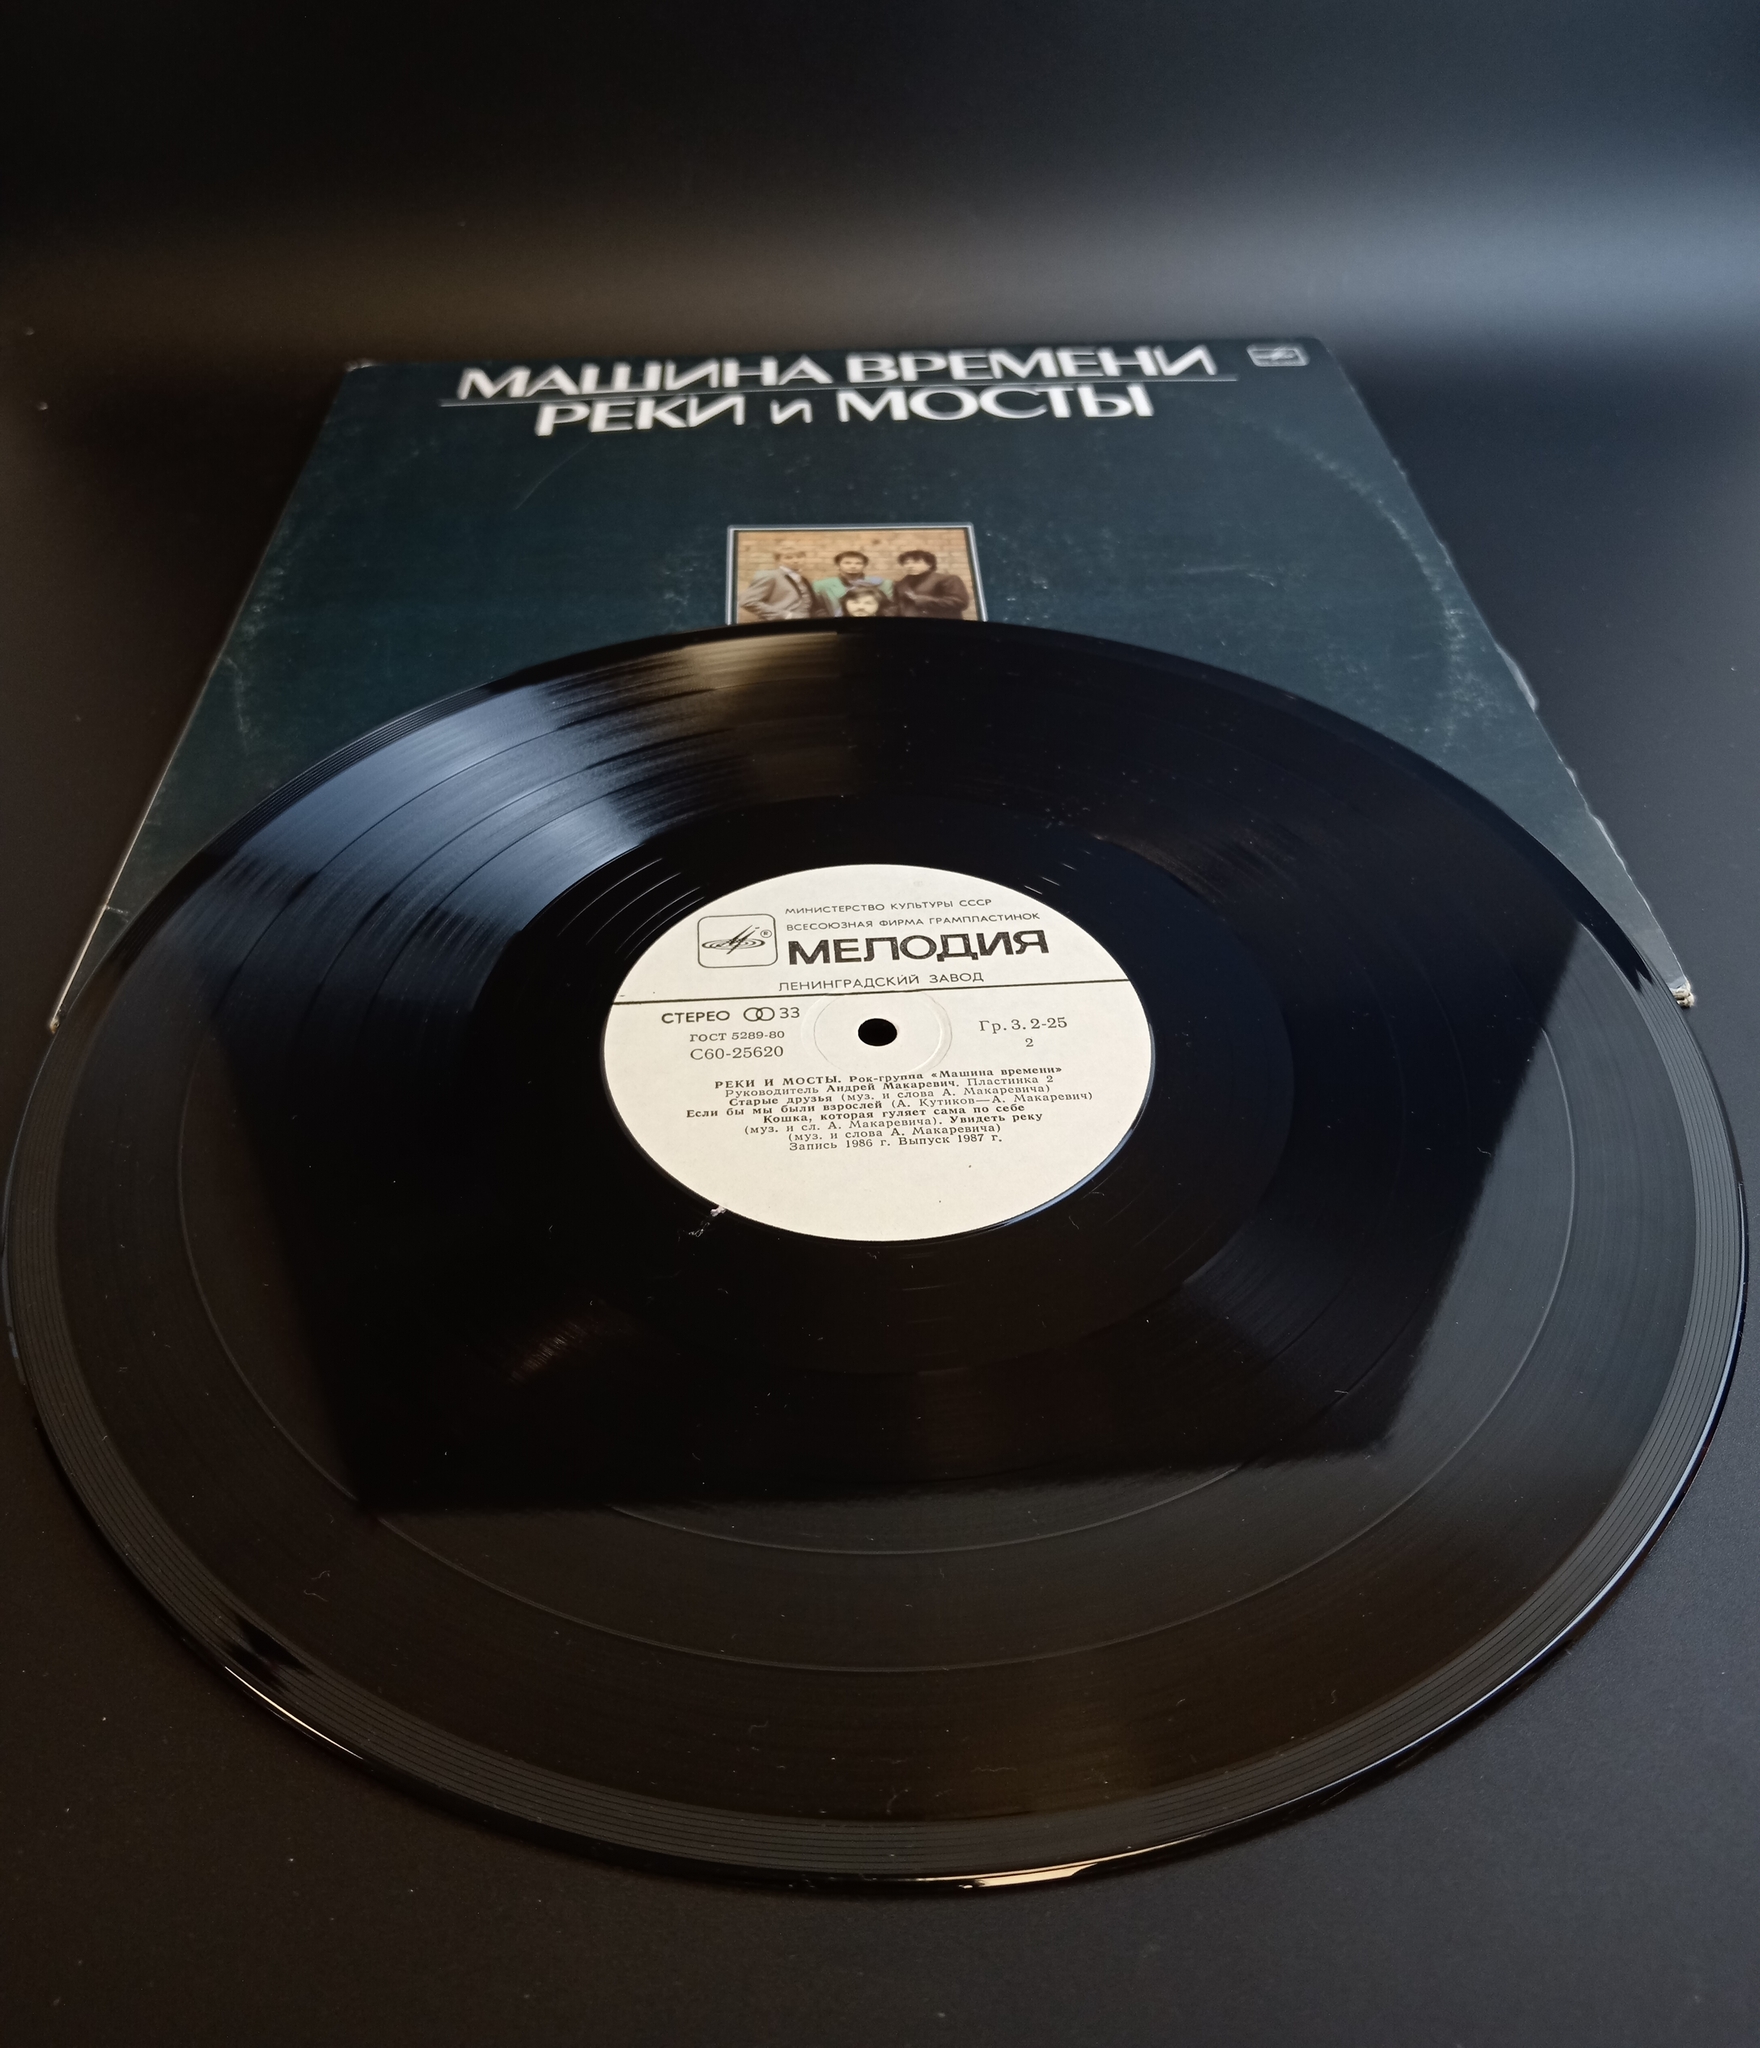 МАШИНА ВРЕМЕНИ
РЕКИ и МОСТЫ
МИНИСТЕРСТВО КУЛЬТУРЫ СССР
ВСЕСОЮЗНАЯ ФИРМА ГРАМПЛАСТИНОК
МЕЛОДИЯ
®
ЛЕНИНГРАДСКИЙ ЗАВОД
СТЕРЕО 33
ГОСТ 5289-80
С60-25620
Гр. 3. 2-25
2
РЕКИ И МОСТЫ. Рок-группа «Машина времени»
Руководитель Андрей Макаревич. Пластинка 2
Старые друзья (муз. и слова А. Макаревича)
Если бы мы были взрослей (А. Кутиков—А. Макаревич)
Кошка, которая гуляет сама по себе
(муз. и сл. А. Макаревича). Увидеть реку
(муз. и слова А. Макаревича)
Запись 1986 г. Выпуск 1987 г.